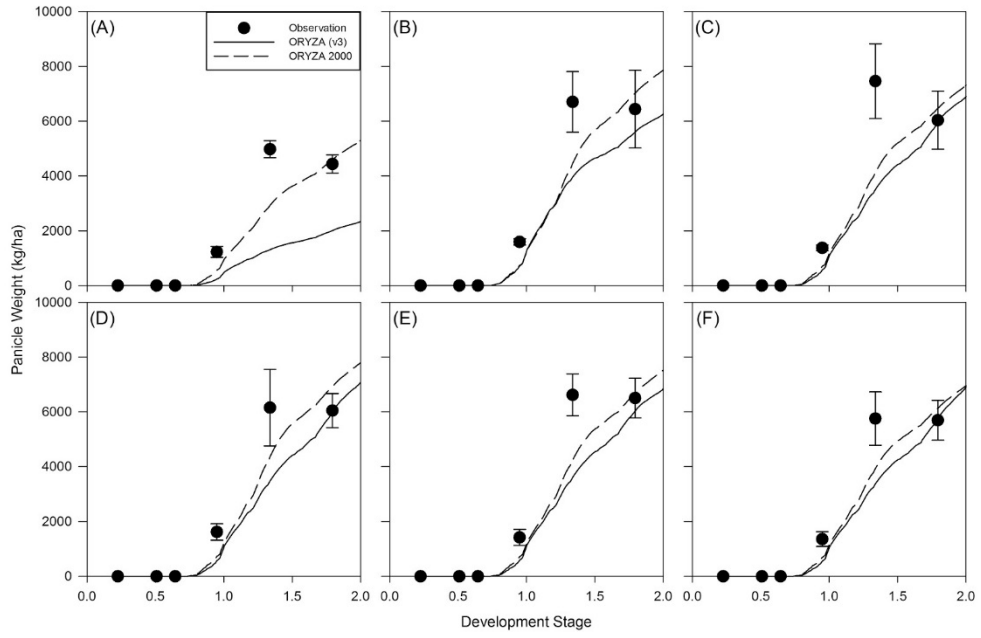 (A)
Observation
ORYZA (v3)
ORYZA 2000
(B)
(C)
10000
8000
6000
4000
2000
0
(D)
(E)
(F)
10000
8000
6000
4000
2000
0
Panicle Weight (kg/ha)
0.0 0.5 1.0 1.5 2.0
0.0 0.5 1.0 1.5 2.0
0.0 0.5 1.0 1.5 2.0
Development Stage